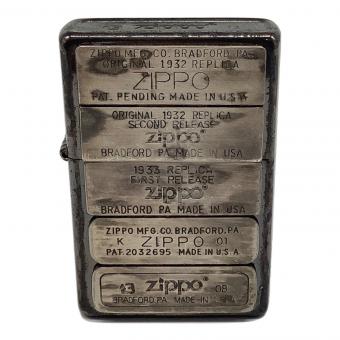 ZIPPO MFG. CO. BRADFORD, PA.
ORIGINAL 1932 REPLICA
ZIPPO
PAT. PENDING MADE IN U.S.A.
ORIGINAL 1932 REPLICA
SECOND RELEASE
zippo®
BRADFORD PA MADE IN USA
1933 REPLICA
FIRST RELEASE
zippo®
BRADFORD PA MADE IN USA
ZIPPO MFG. CO. BRADFORD. PA
K ZIPPO 01
PAT. 2032695 MADE IN U.S.A
zippo® 08
BRADFORD, PA. MADE IN